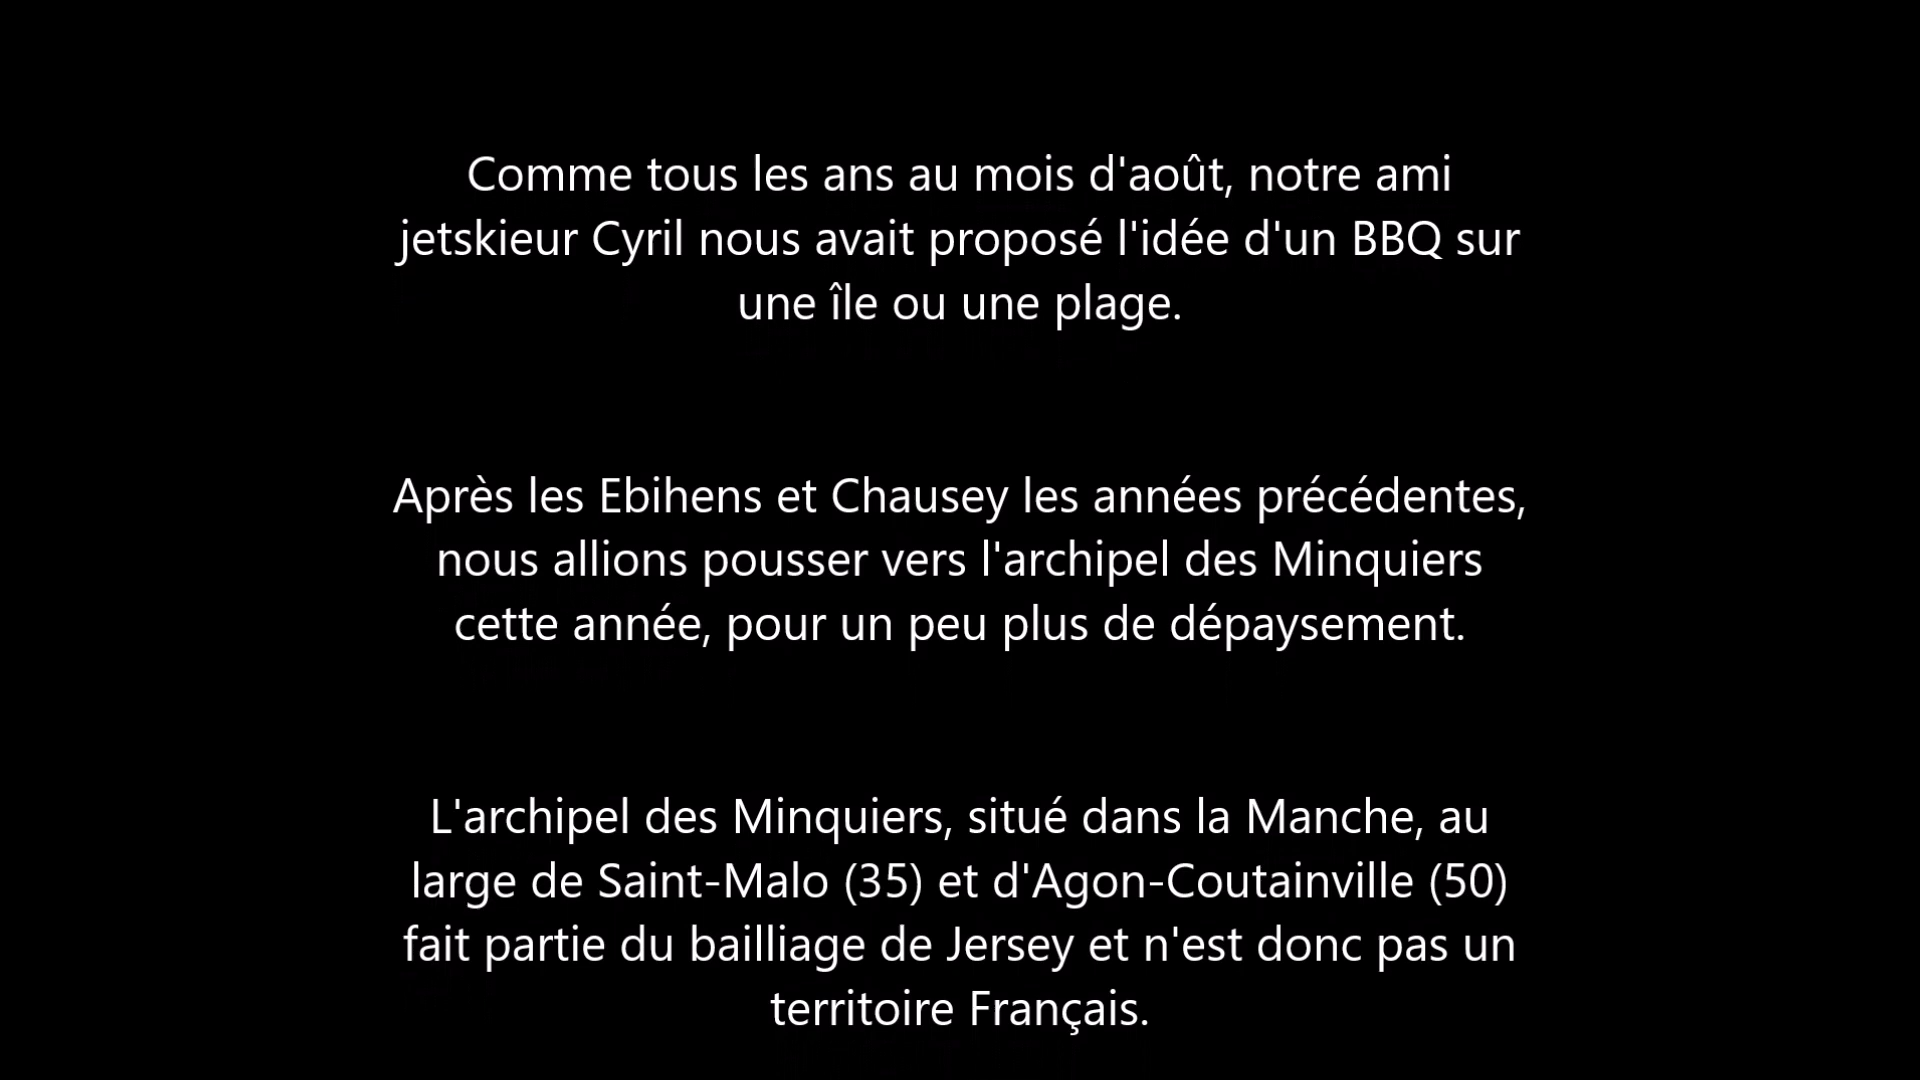 Comme tous les ans au mois d'août, notre ami
jetskieur Cyril nous avait proposé l'idée d'un BBQ sur
une île ou une plage.
Après les Ebihens et Chausey les années précédentes,
nous allions pousser vers l'archipel des Minquiers
cette année, pour un peu plus de dépaysement.
L'archipel des Minquiers, situé dans la Manche, au
large de Saint-Malo (35) et d'Agon-Coutainville (50)
fait partie du bailliage de Jersey et n'est donc pas un
territoire Français.